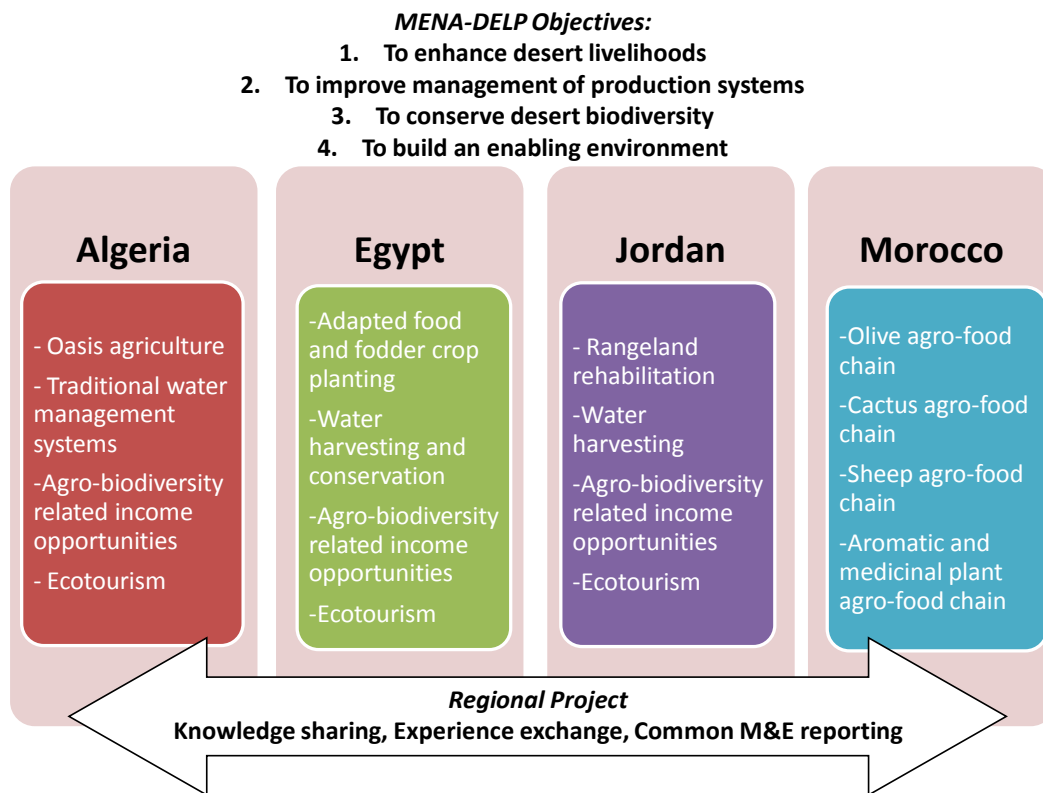 MENA-DELP Objectives:
1. To enhance desert livelihoods
2. To improve management of production systems
3. To conserve desert biodiversity
4. To build an enabling environment
Algeria
- Oasis agriculture
- Traditional water
management
systems
-Agro-biodiversity
related income
opportunities
- Ecotourism
Egypt
-Adapted food
and fodder crop
planting
-Water
harvesting and
conservation
-Agro-biodiversity
related income
opportunities
-Ecotourism
Jordan
- Rangeland
rehabilitation
-Water
harvesting
-Agro-biodiversity
related income
opportunities
-Ecotourism
Morocco
-Olive agro-food
chain
-Cactus agro-food
chain
-Sheep agro-food
chain
-Aromatic and
medicinal plant
agro-food chain
Regional Project
Knowledge sharing, Experience exchange, Common M&E reporting